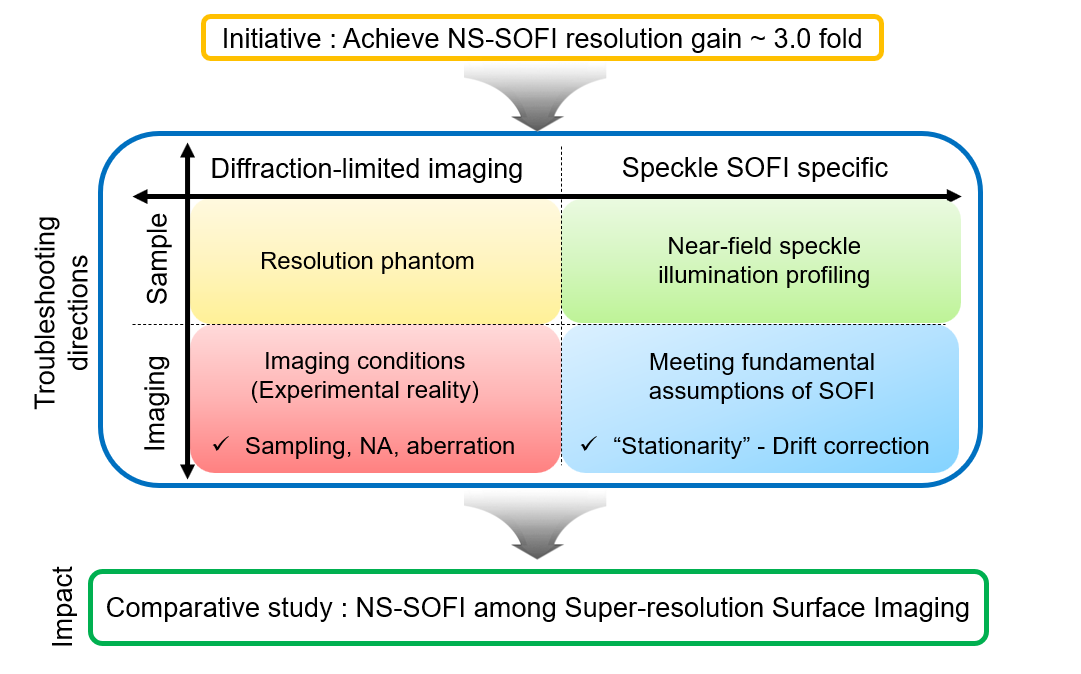 Initiative : Achieve NS-SOFI resolution gain ~ 3.0 fold
Troubleshooting
directions
Diffraction-limited imaging
Speckle SOFI specific
Sample
Resolution phantom
Near-field speckle
illumination profiling
Imaging
Imaging conditions
(Experimental reality)
✓ Sampling, NA, aberration
Meeting fundamental
assumptions of SOFI
✓ “Stationarity” - Drift correction
Impact
Comparative study : NS-SOFI among Super-resolution Surface Imaging